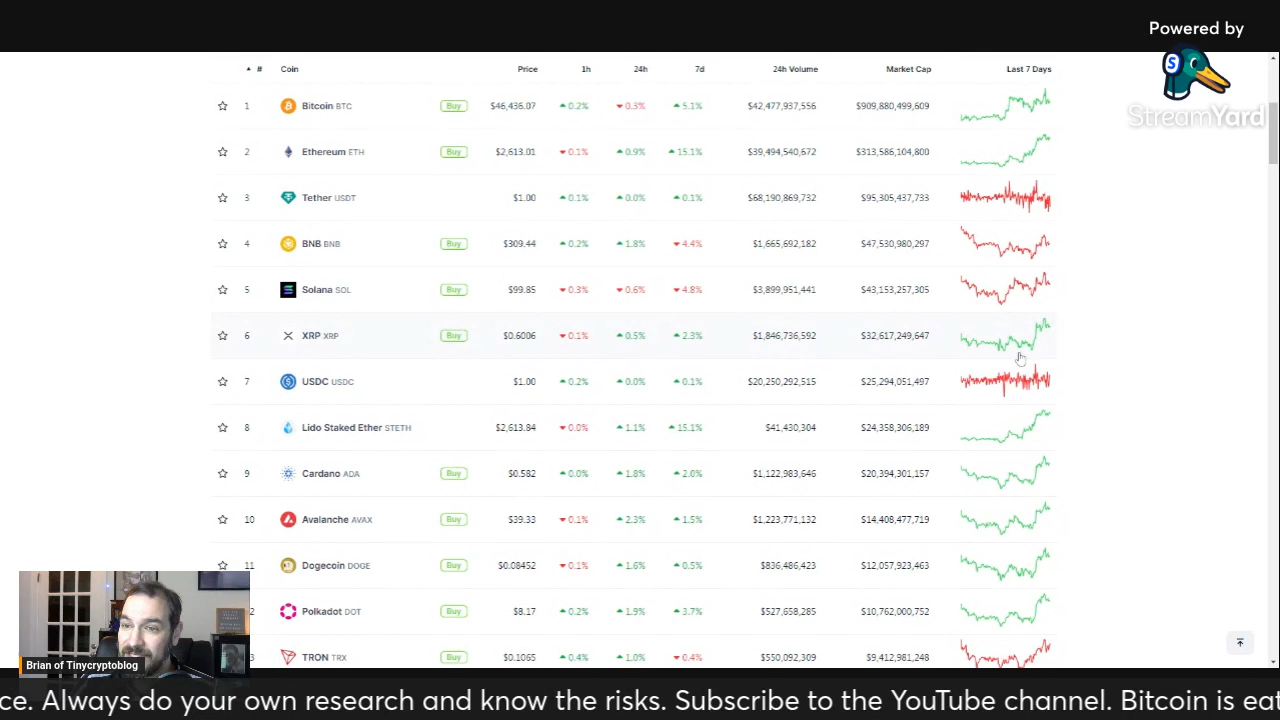 Powered by
StreamYard
# Coin Price 1h 24h 7d 24h Volume Market Cap Last 7 Days
1 Bitcoin BTC Buy $46,436.07 0.2% 0.3% 5.1% $42,477,937,556 $909,880,499,609
2 Ethereum ETH Buy $2,613.01 0.1% 0.9% 15.1% $39,494,540,672 $313,586,104,800
3 Tether USDT $1.00 0.1% 0.0% 0.1% $68,190,869,732 $95,305,437,733
4 BNB BNB Buy $309.44 0.2% 1.8% 4.4% $1,665,692,182 $47,530,980,297
5 Solana SOL Buy $99.85 0.3% 0.6% 4.8% $3,899,951,441 $43,153,257,305
6 XRP XRP Buy $0.6006 0.1% 0.5% 2.3% $1,846,736,592 $32,617,249,647
7 USDC USDC $1.00 0.2% 0.0% 0.1% $20,250,292,515 $25,294,051,497
8 Lido Staked Ether STETH $2,613.84 0.0% 1.1% 15.1% $41,430,304 $24,358,306,189
9 Cardano ADA Buy $0.582 0.0% 1.8% 2.0% $1,122,983,646 $20,394,301,157
10 Avalanche AVAX Buy $39.33 0.1% 2.3% 1.5% $1,223,771,132 $14,408,477,719
11 Dogecoin DOGE Buy $0.08452 0.1% 1.6% 0.5% $836,486,423 $12,057,923,463
2 Polkadot DOT Buy $8.17 0.2% 1.9% 3.7% $527,658,285 $10,762,000,752
3 TRON TRX Buy $0.1065 0.4% 1.0% 0.4% $550,092,309 $9,412,981,248
Brian of Tinycryptoblog
ce. Always do your own research and know the risks. Subscribe to the YouTube channel. Bitcoin is eat